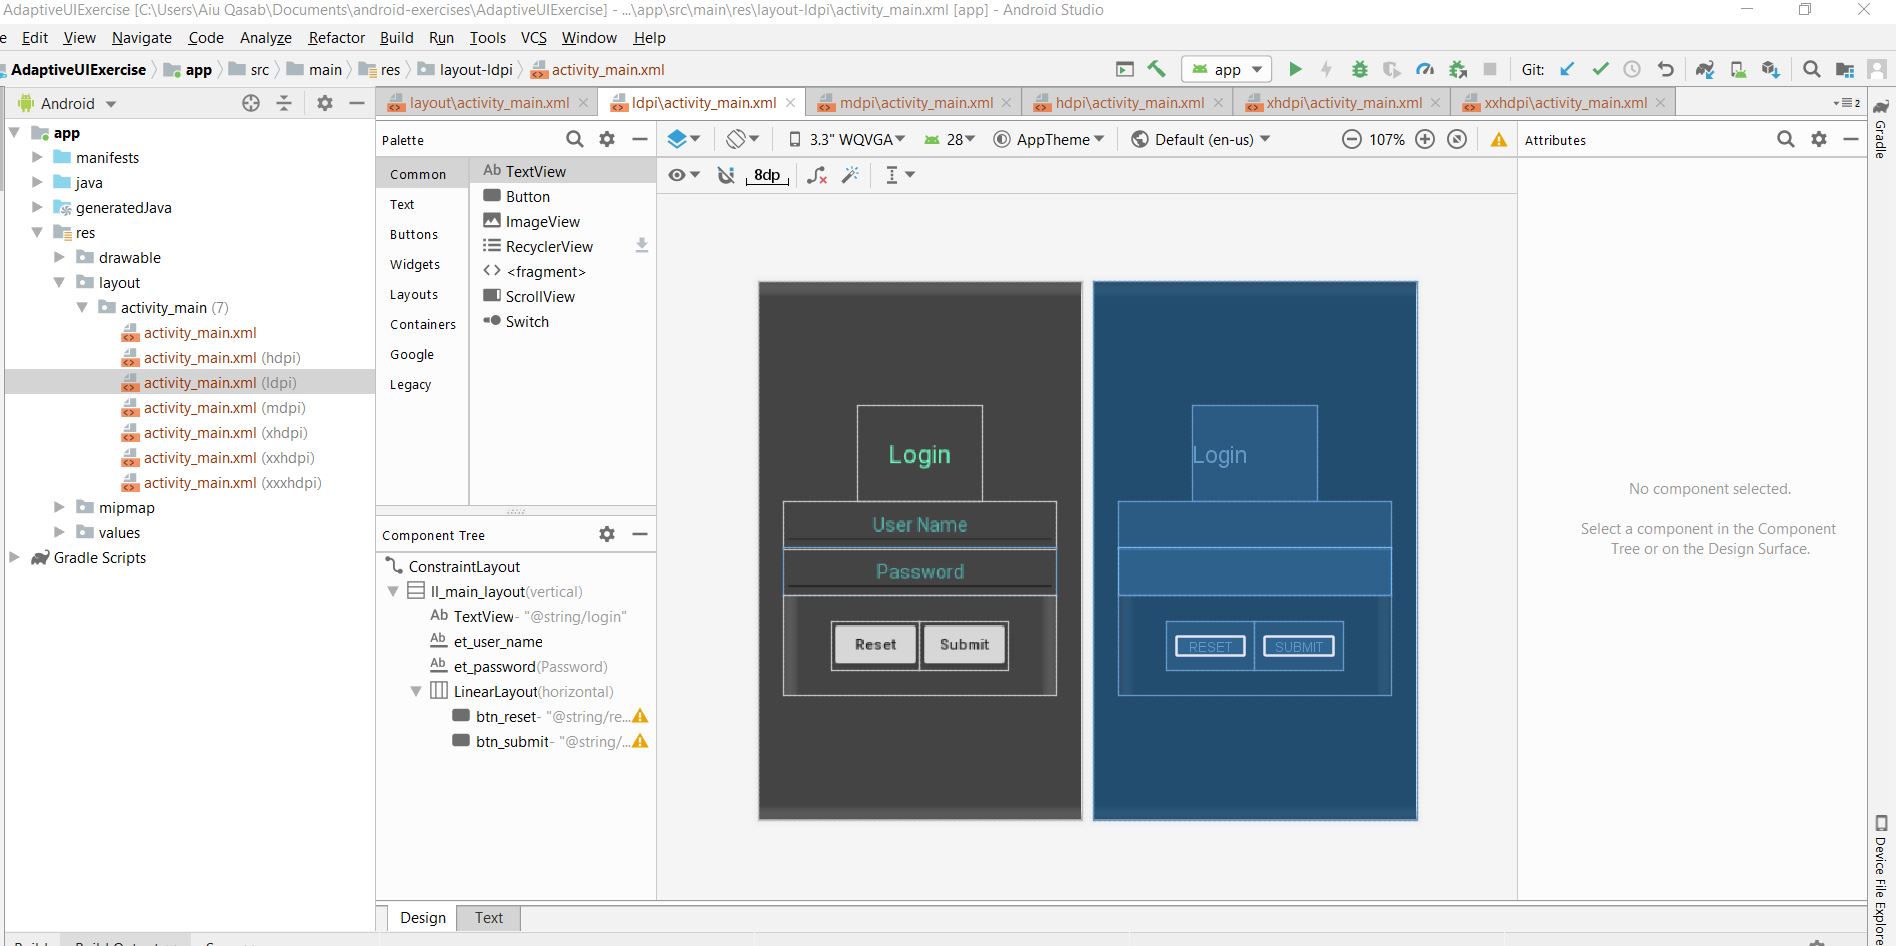 AdaptiveUIExercise [C:\Users\Aiu Qasab\Documents\android-exercises\AdaptiveUIExercise] - ...\app\src\main\res\layout-ldpi\activity_main.xml [app] - Android Studio
e Edit View Navigate Code Analyze Refactor Build Run Tools VCS Window Help
AdaptiveUIExercise app src main res layout-ldpi activity_main.xml app Git:
Android
layout\activity_main.xml ldpi\activity_main.xml mdpi\activity_main.xml hdpi\activity_main.xml xhdpi\activity_main.xml xxhdpi\activity_main.xml 2
app
manifests
java
generatedJava
res
drawable
layout
activity_main (7)
activity_main.xml
activity_main.xml (hdpi)
activity_main.xml (ldpi)
activity_main.xml (mdpi)
activity_main.xml (xhdpi)
activity_main.xml (xxhdpi)
activity_main.xml (xxxhdpi)
mipmap
values
Gradle Scripts
Palette
Common
Text
Buttons
Widgets
Layouts
Containers
Google
Legacy
Ab TextView
Button
ImageView
RecyclerView
<fragment>
ScrollView
Switch
Component Tree
ConstraintLayout
ll_main_layout(vertical)
Ab TextView- "@string/login"
Ab et_user_name
Ab et_password(Password)
LinearLayout(horizontal)
btn_reset- "@string/re...
btn_submit- "@string/...
3.3" WQVGA 28 AppTheme Default (en-us) 107%
8dp
Login
User Name
Password
Reset Submit
Login
RESET SUBMIT
Attributes
No component selected.
Select a component in the Component
Tree or on the Design Surface.
Gradle
Device File Explore
Design Text